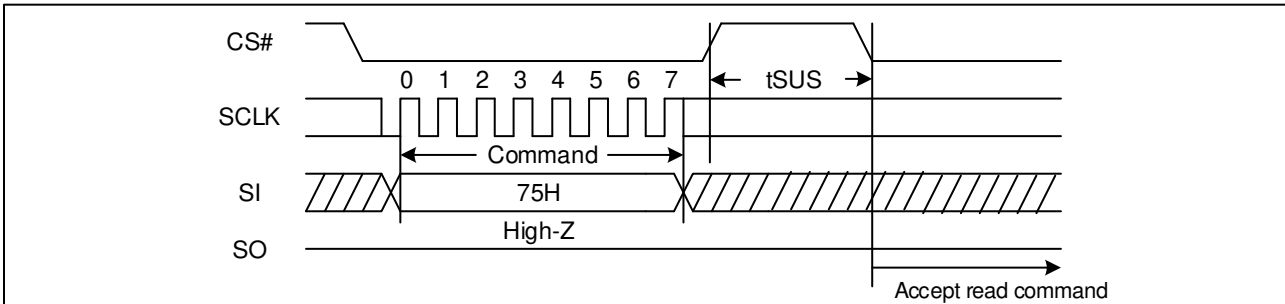 CS#
0 1 2 3 4 5 6 7
tSUS
SCLK
Command
SI
75H
High-Z
SO
Accept read command